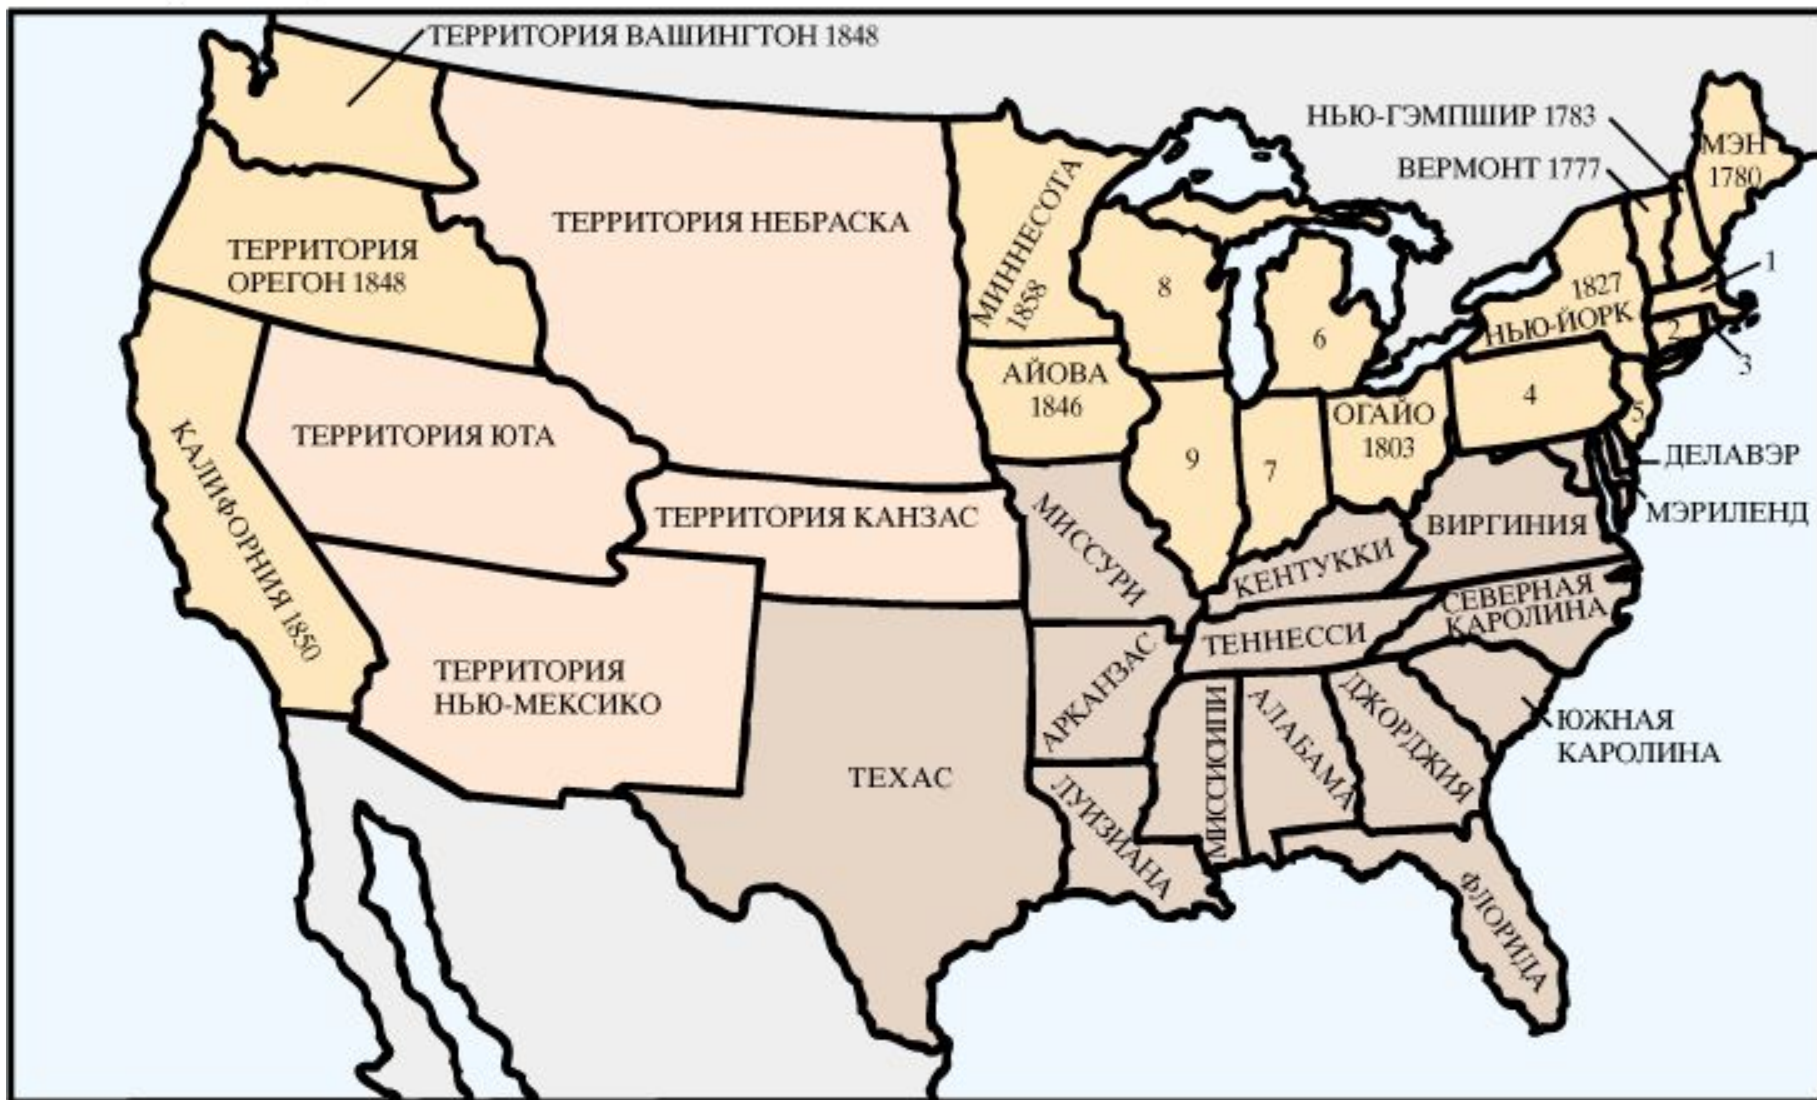 ТЕРРИТОРИЯ ВАШИНГТОН 1848
НЬЮ-ГЭМПШИР 1783
ВЕРМОНТ 1777
МЭН
1780
ТЕРРИТОРИЯ
ОРЕГОН 1848
ТЕРРИТОРИЯ НЕБРАСКА
МИННЕСОТА
1858
8
6
1827
НЬЮ-ЙОРК
1
2
3
АЙОВА
1846
9
7
ОГАЙО
1803
4
5
ДЕЛАВЭР
МЭРИЛЕНД
КАЛИФОРНИЯ 1850
ТЕРРИТОРИЯ ЮТА
ТЕРРИТОРИЯ КАНЗАС
МИССУРИ
КЕНТУККИ
ВИРГИНИЯ
СЕВЕРНАЯ
КАРОЛИНА
ТЕННЕССИ
ТЕРРИТОРИЯ
НЬЮ-МЕКСИКО
ТЕХАС
АРКАНЗАС
ЛУИЗИАНА
МИССИСИПИ
АЛАБАМА
ДЖОРДЖИЯ
ЮЖНАЯ
КАРОЛИНА
ФЛОРИДА